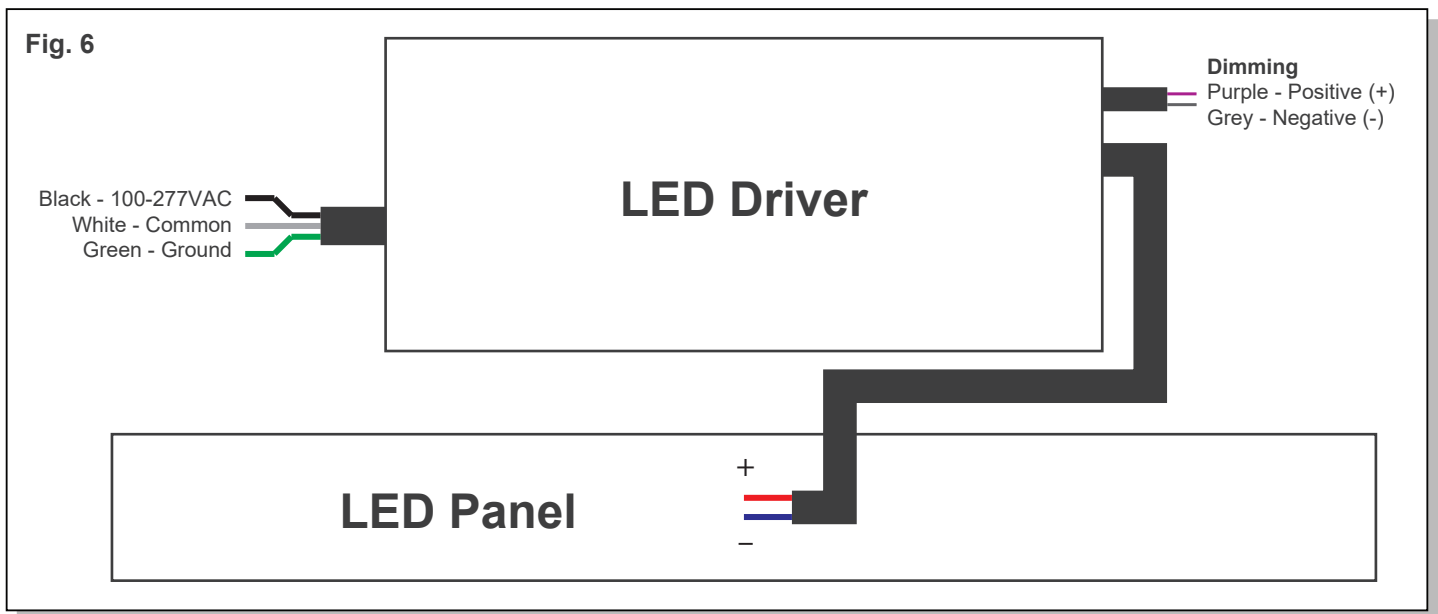 Fig. 6
Dimming
Purple - Positive (+)
Grey - Negative (-)
Black - 100-277VAC
White - Common
Green - Ground
LED Driver
+
LED Panel
−